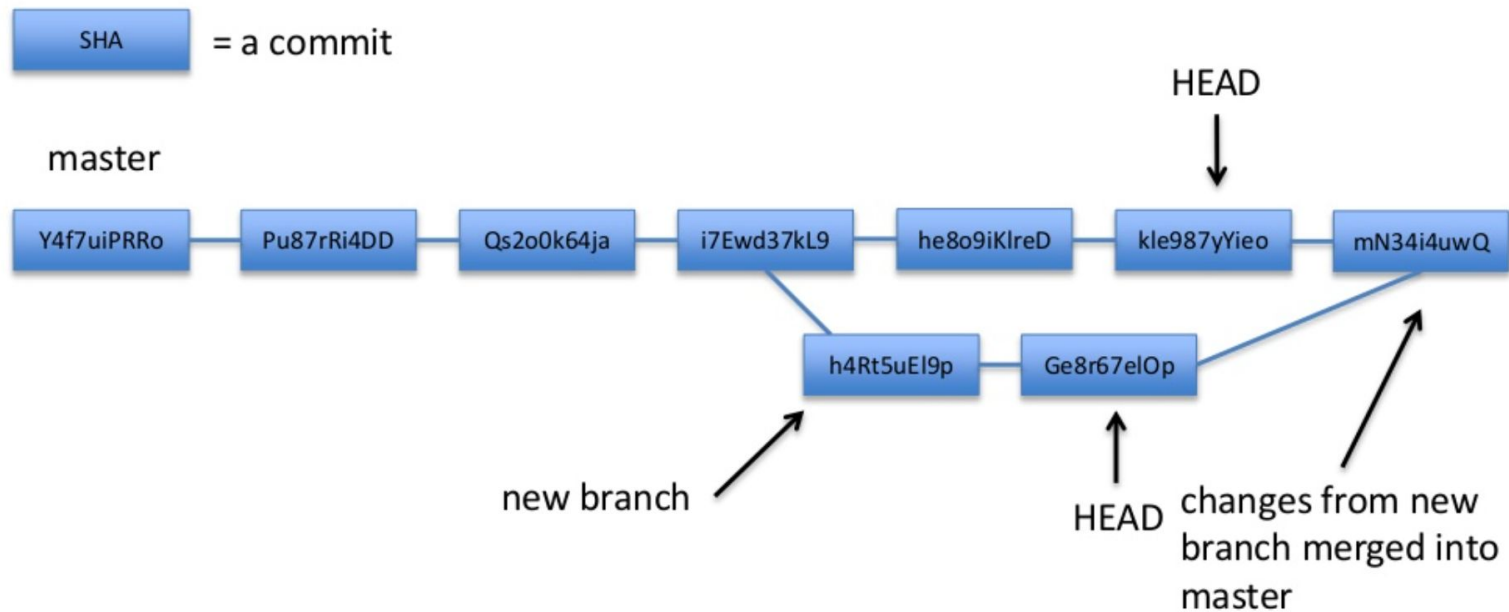 SHA
= a commit
HEAD
master
Y4f7uiPRRo
Pu87rRi4DD
Qs2o0k64ja
i7Ewd37kL9
he8o9iKlreD
kle987yYieo
mN34i4uwQ
h4Rt5uEl9p
Ge8r67elOp
new branch
HEAD
changes from new
branch merged into
master